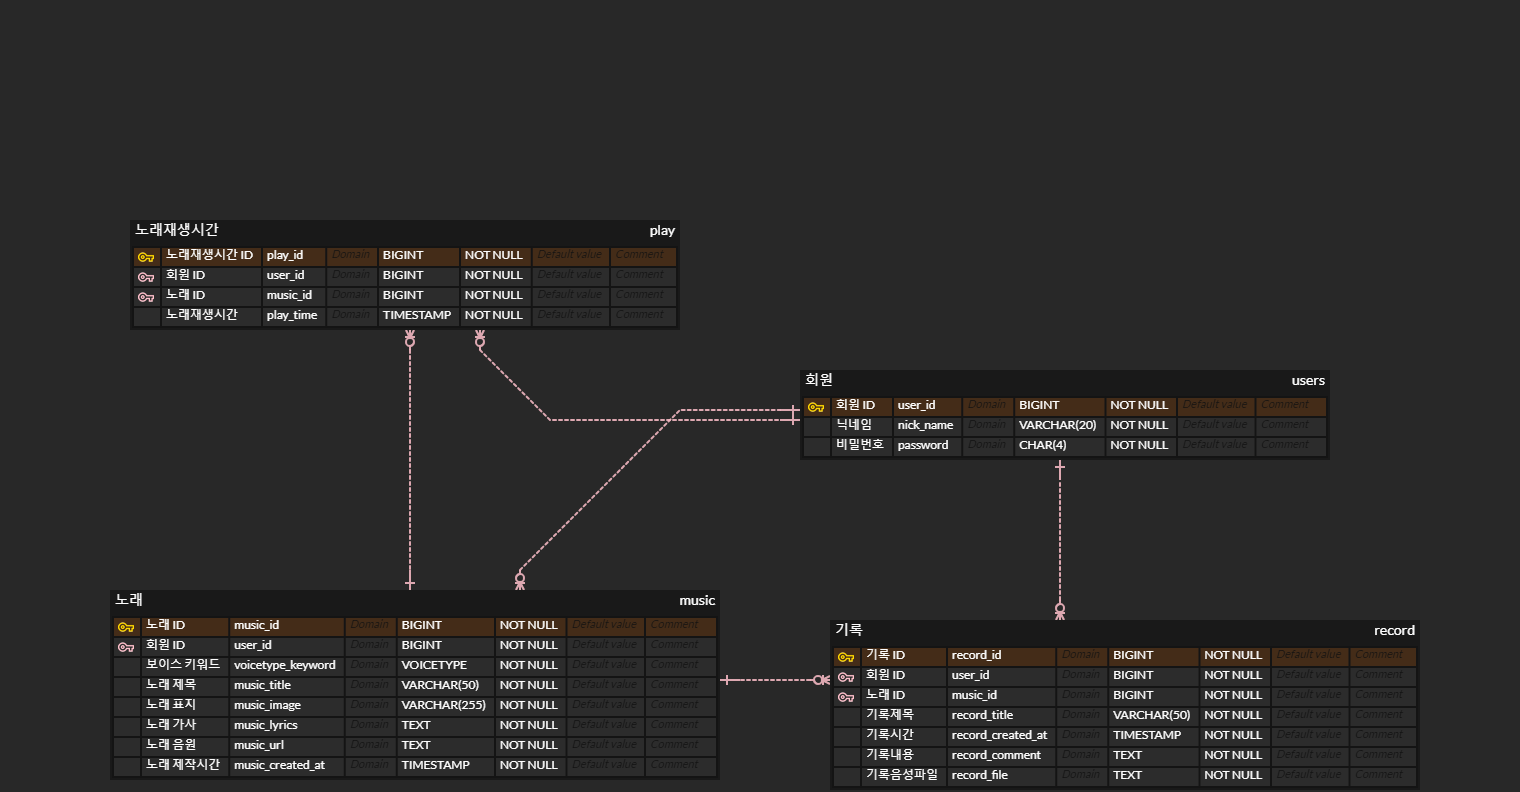 노래재생시간 play
노래재생시간 ID play_id Domain BIGINT NOT NULL Default value Comment
회원 ID user_id Domain BIGINT NOT NULL Default value Comment
노래 ID music_id Domain BIGINT NOT NULL Default value Comment
노래재생시간 play_time Domain TIMESTAMP NOT NULL Default value Comment
회원 users
회원 ID user_id Domain BIGINT NOT NULL Default value Comment
닉네임 nick_name Domain VARCHAR(20) NOT NULL Default value Comment
비밀번호 password Domain CHAR(4) NOT NULL Default value Comment
노래 music
노래 ID music_id Domain BIGINT NOT NULL Default value Comment
회원 ID user_id Domain BIGINT NOT NULL Default value Comment
보이스 키워드 voicetype_keyword Domain VOICETYPE NOT NULL Default value Comment
노래 제목 music_title Domain VARCHAR(50) NOT NULL Default value Comment
노래 표지 music_image Domain VARCHAR(255) NOT NULL Default value Comment
노래 가사 music_lyrics Domain TEXT NOT NULL Default value Comment
노래 음원 music_url Domain TEXT NOT NULL Default value Comment
노래 제작시간 music_created_at Domain TIMESTAMP NOT NULL Default value Comment
기록 record
기록 ID record_id Domain BIGINT NOT NULL Default value Comment
회원 ID user_id Domain BIGINT NOT NULL Default value Comment
노래 ID music_id Domain BIGINT NOT NULL Default value Comment
기록제목 record_title Domain VARCHAR(50) NOT NULL Default value Comment
기록시간 record_created_at Domain TIMESTAMP NOT NULL Default value Comment
기록내용 record_comment Domain TEXT NOT NULL Default value Comment
기록음성파일 record_file Domain TEXT NOT NULL Default value Comment